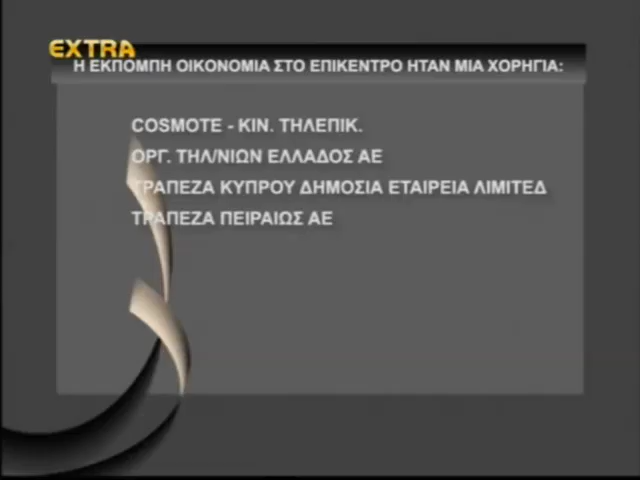 EXTRA
Η ΕΚΠΟΜΠΗ ΟΙΚΟΝΟΜΙΑ ΣΤΟ ΕΠΙΚΕΝΤΡΟ ΗΤΑΝ ΜΙΑ ΧΟΡΗΓΙΑ:
COSMOTE - ΚΙΝ. ΤΗΛΕΠΙΚ.
ΟΡΓ. ΤΗΛ/ΝΙΩΝ ΕΛΛΑΔΟΣ ΑΕ
ΤΡΑΠΕΖΑ ΚΥΠΡΟΥ ΔΗΜΟΣΙΑ ΕΤΑΙΡΕΙΑ ΛΙΜΙΤΕΔ
ΤΡΑΠΕΖΑ ΠΕΙΡΑΙΩΣ ΑΕ